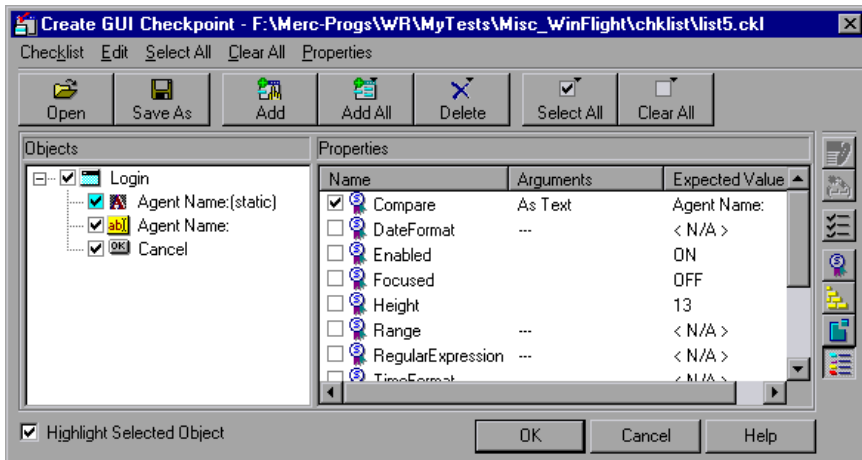 Create GUI Checkpoint - F:\Merc-Progs\WR\MyTests\Misc_WinFlight\chklist\list5.ckl
Checklist Edit Select All Clear All Properties
Open Save As Add Add All Delete Select All Clear All
Objects Properties
Login
Agent Name:(static)
ab Agent Name:
OK Cancel
Name Arguments Expected Value
Compare As Text Agent Name:
DateFormat --- < N/A >
Enabled ON
Focused OFF
Height 13
Range --- < N/A >
RegularExpression --- < N/A >
TimeFormat < N/A >
Highlight Selected Object
OK Cancel Help